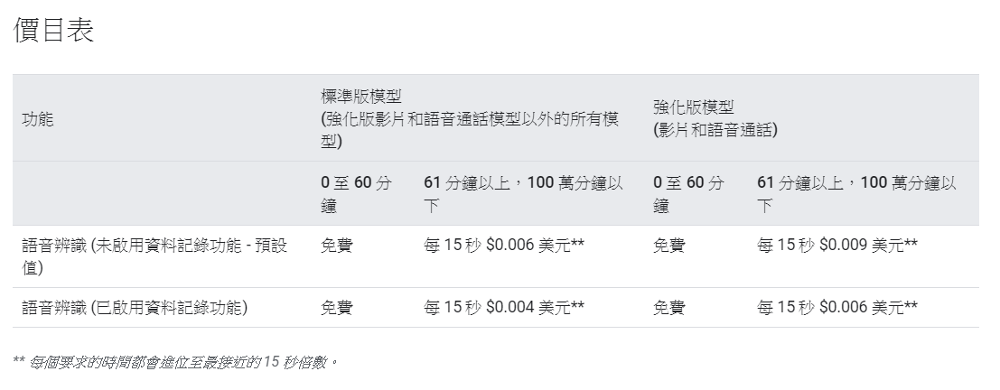 價目表
功能
標準版模型
(強化版影片和語音通話模型以外的所有模
型)
強化版模型
(影片和語音通話)
0 至 60 分
鐘
61 分鐘以上，100 萬分鐘以
下
0 至 60 分
鐘
61 分鐘以上，100 萬分鐘以
下
語音辨識 (未啟用資料記錄功能 - 預設
值)
免費
每 15 秒 $0.006 美元**
免費
每 15 秒 $0.009 美元**
語音辨識 (已啟用資料記錄功能)
免費
每 15 秒 $0.004 美元**
免費
每 15 秒 $0.006 美元**
** 每個要求的時間都會進位至最接近的 15 秒倍數。